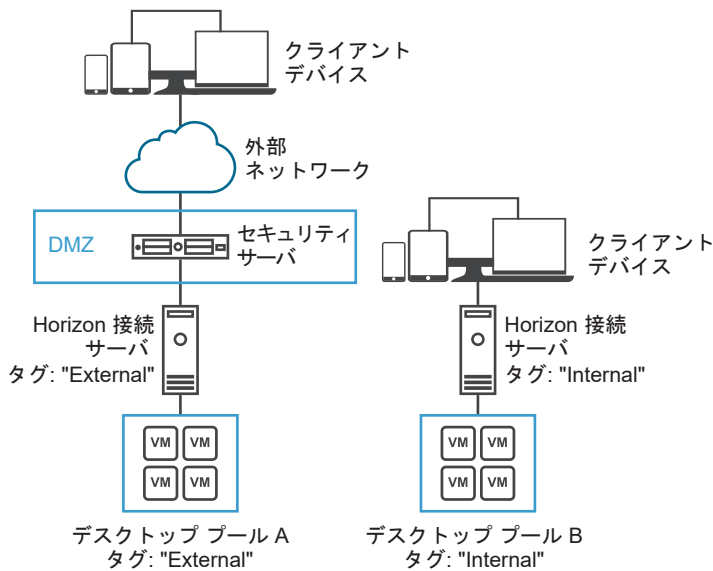 クライアント
デバイス
外部
ネットワーク
DMZ
セキュリティ
サーバ
クライアント
デバイス
Horizon 接続
サーバ
タグ: "External"
Horizon 接続
サーバ
タグ: "Internal"
VM VM
VM VM
VM VM
VM VM
デスクトップ プール A
タグ: "External"
デスクトップ プール B
タグ: "Internal"